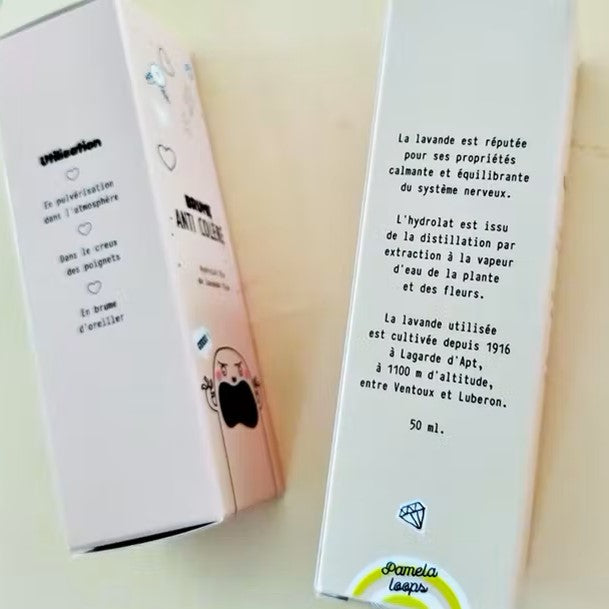 Utilisation
En pulvérisation
dans l'atmosphère
Dans le creux
des poignets
En brume
d'oreiller
BRUME
ANTI COLÈRE
La lavande est réputée
pour ses propriétés
calmante et équilibrante
du système nerveux.
L'hydrolat est issu
de la distillation par
extraction à la vapeur
d'eau de la plante
et des fleurs.
La lavande utilisée
est cultivée depuis 1916
à Lagarde d'Apt,
à 1100 m d'altitude,
entre Ventoux et Luberon.
50 ml.
Pamela
loops